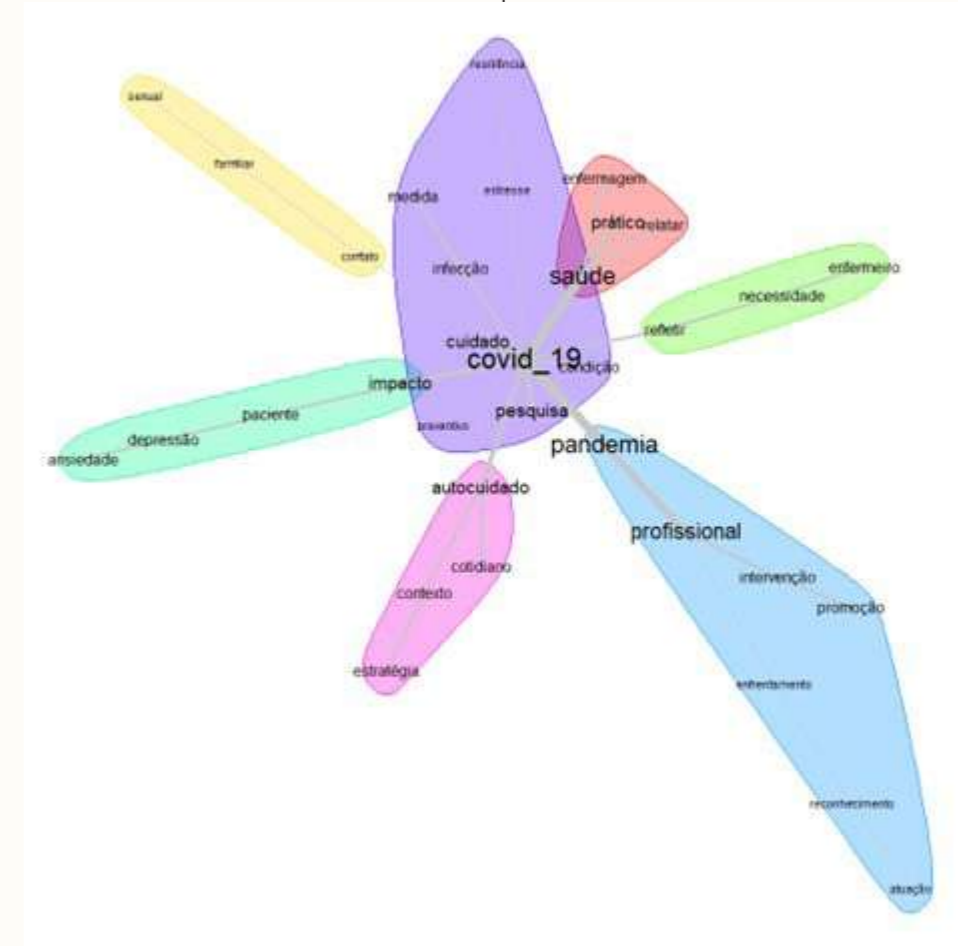 resiliência
sexual
familiar
contato
medida
estresse
infecção
enfermagem
prático
relatar
saúde
enfermeiro
necessidade
refletir
cuidado
covid_19
condição
impacto
paciente
depressão
ansiedade
pesquisa
preventivo
pandemia
autocuidado
cotidiano
contexto
estratégia
profissional
intervenção
promoção
enfrentamento
reconhecimento
atuação